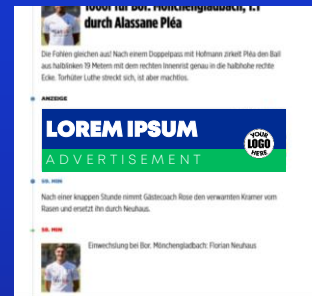 Tooor für Bor. Mönchengladbach, 1:1
durch Alassane Pléa
Die Fohlen gleichen aus! Nach einem Doppelpass mit Hofmann zirkelt Pléa den Ball
aus halblinken 19 Metern mit dem rechten Innenrist genau in die halbhohe rechte
Ecke. Torhüter Luthe streckt sich, ist aber machtlos.
ANZEIGE
LOREM IPSUM
ADVERTISEMENT
YOUR
LOGO
HERE
59. MIN
Nach einer knappen Stunde nimmt Gästecoach Rose den verwarnten Kramer vom
Rasen und ersetzt ihn durch Neuhaus.
59. MIN
Einwechslung bei Bor. Mönchengladbach: Florian Neuhaus